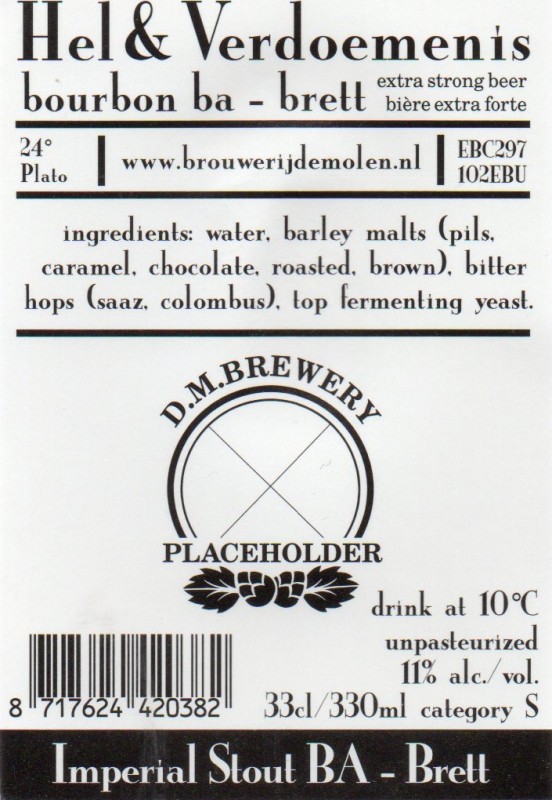 Hel & Verdoemenis
bourbon ba - brett
extra strong beer
bière extra forte
24°
Plato
www.brouwerijdemolen.nl
EBC297
102EBU
ingredients: water, barley malts (pils,
caramel, chocolate, roasted, brown), bitter
hops (saaz, colombus), top fermenting yeast.
D.M.BREWERY
PLACEHOLDER
drink at 10°C
unpasteurized
11% alc./vol.
33cl/330ml category S
8 717624 420382
Imperial Stout BA - Brett